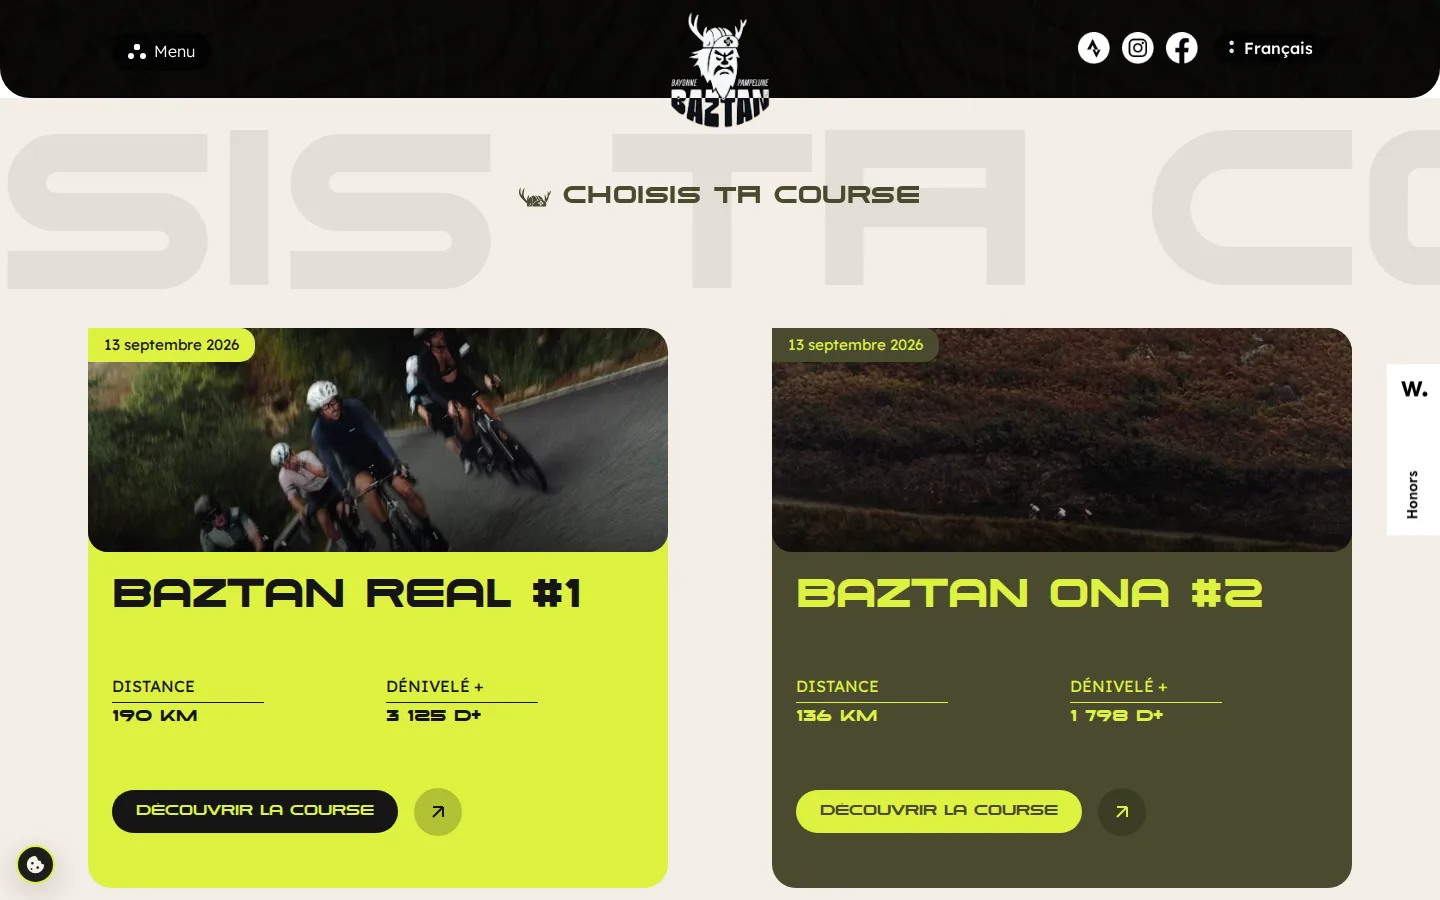 Menu
BAYONNE PAMPELUNE
BAZTAN
Français
SIS TA CO
CHOISIS TA COURSE
13 septembre 2026
BAZTAN REAL #1
DISTANCE
190 KM
DÉNIVELÉ +
3 125 D+
DÉCOUVRIR LA COURSE
13 septembre 2026
BAZTAN ONA #2
DISTANCE
136 KM
DÉNIVELÉ +
1 798 D+
DÉCOUVRIR LA COURSE
W.
Honors